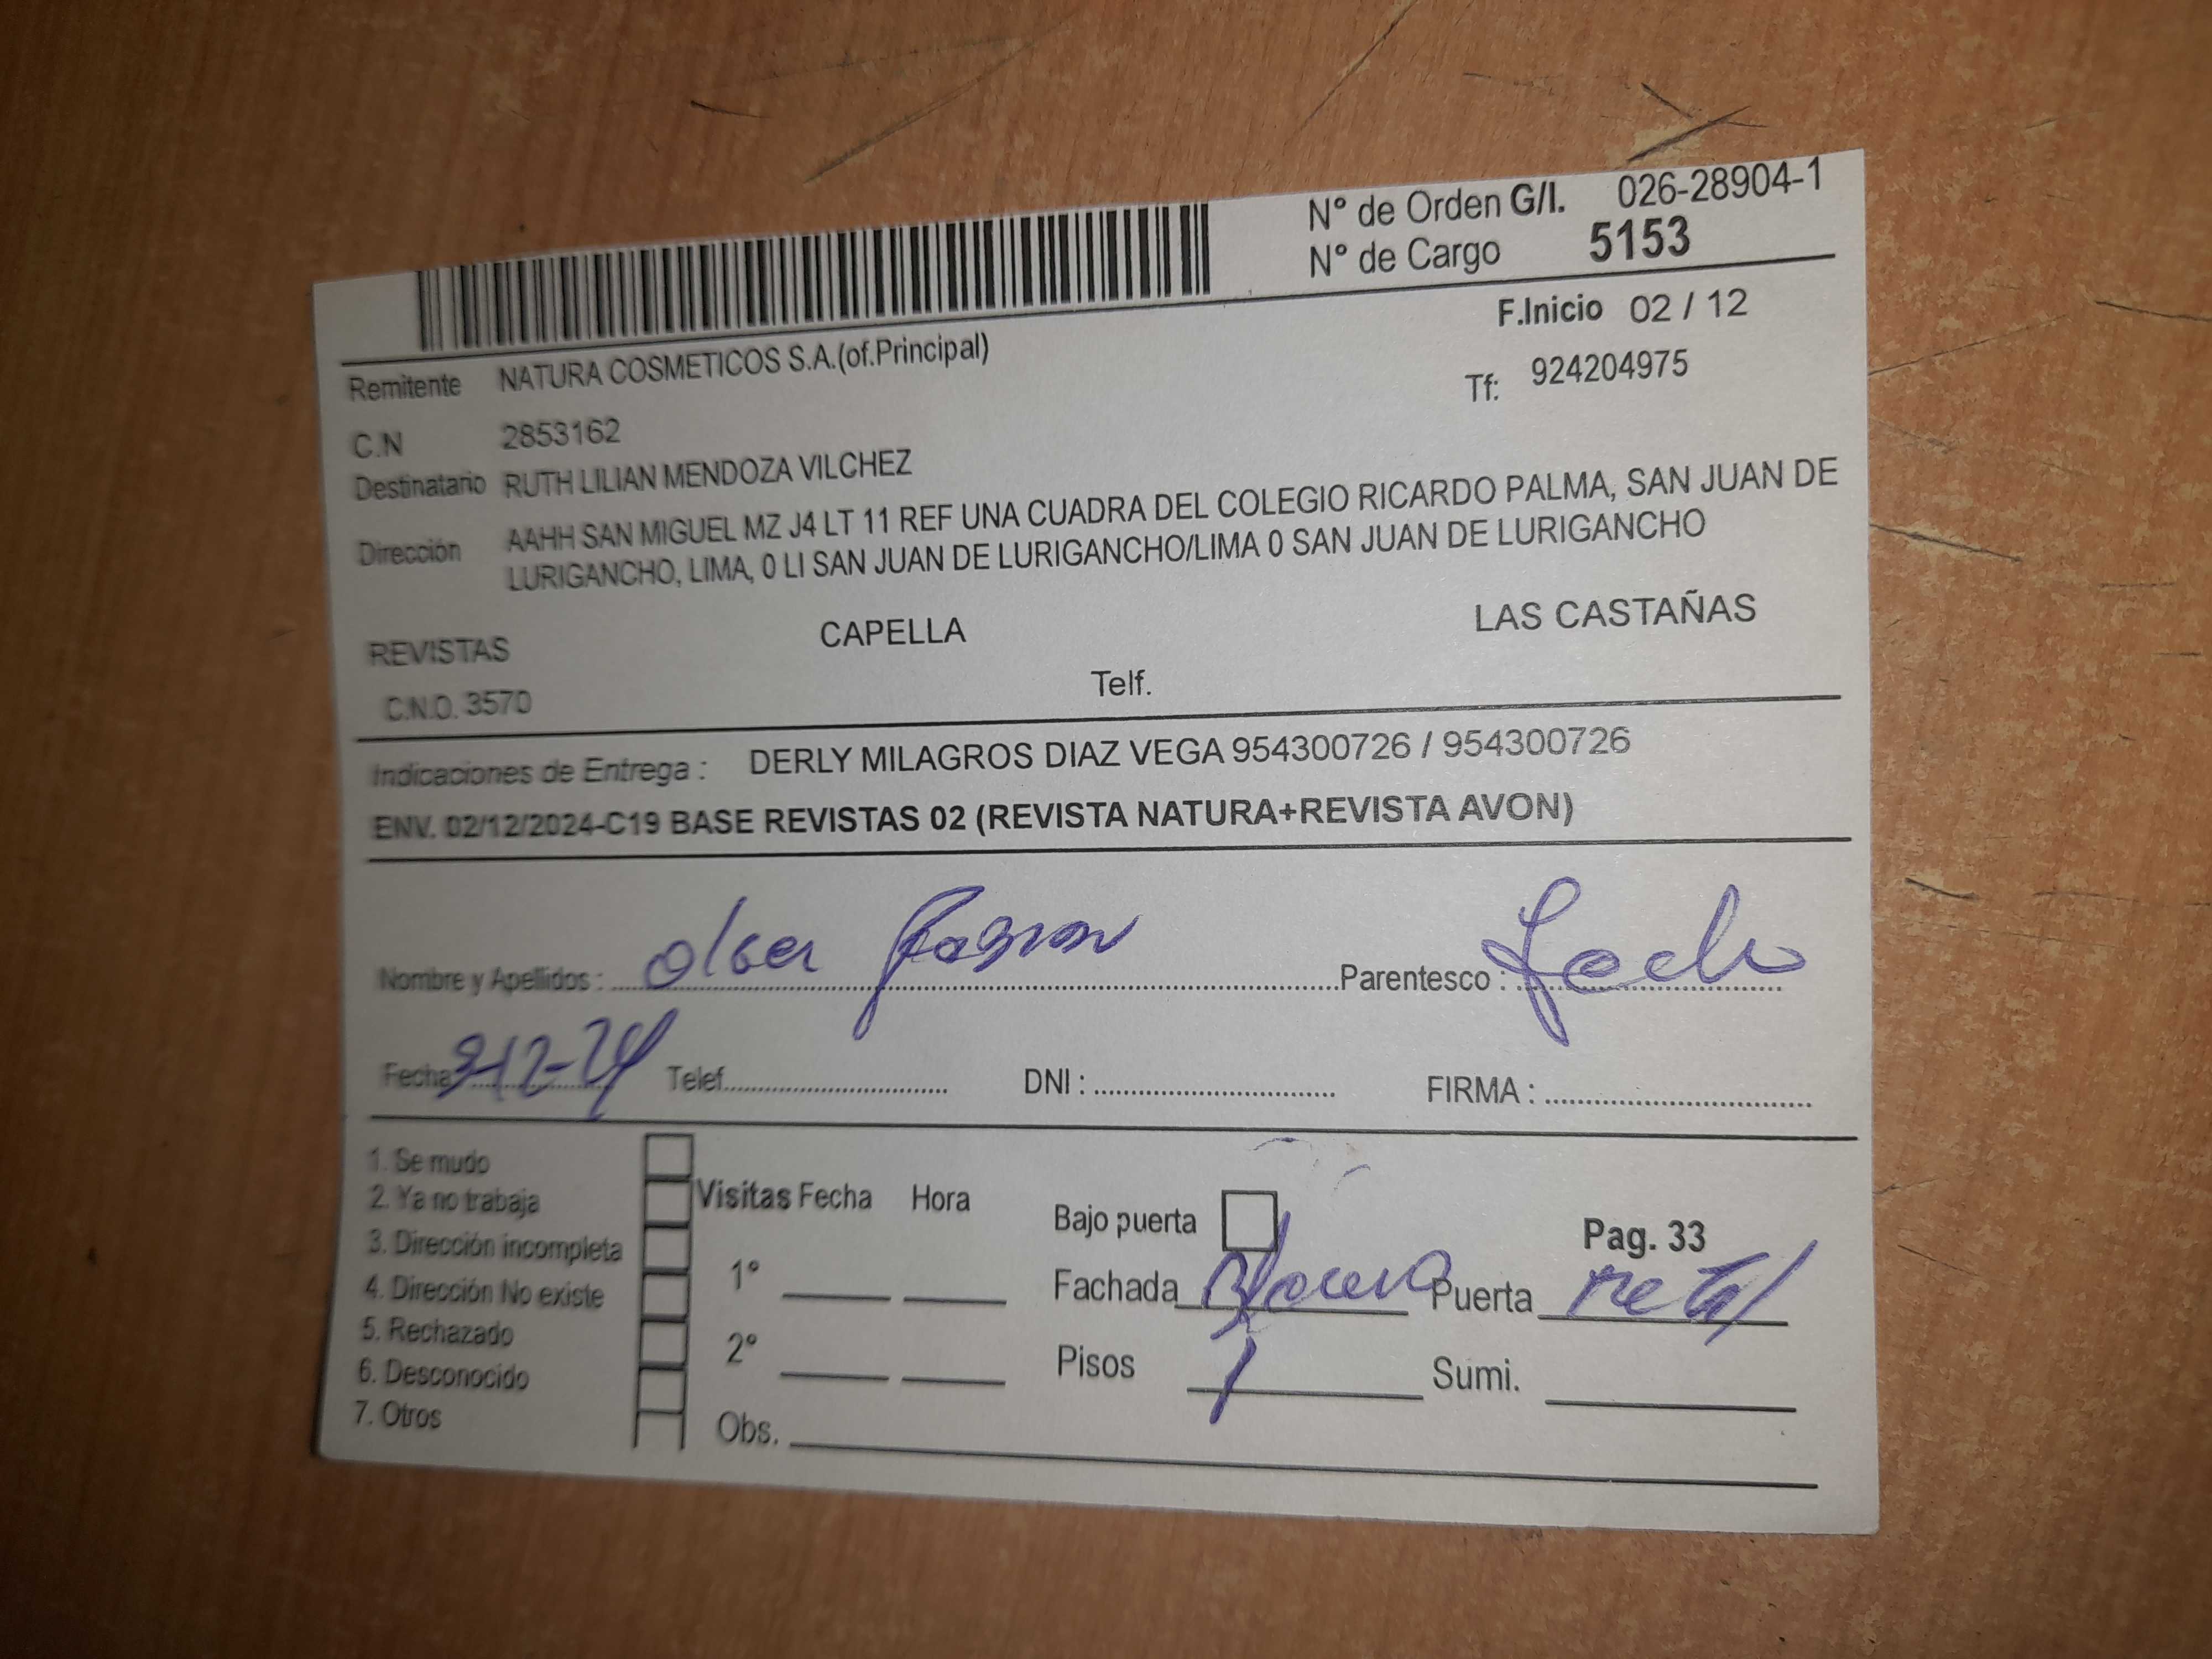 N° de Orden G/I. 026-28904-1
N° de Cargo 5153
F.Inicio 02 / 12
Remitente NATURA COSMETICOS S.A.(of.Principal)
Tf: 924204975
C.N 2853162
Destinatario RUTH LILIAN MENDOZA VILCHEZ
Dirección AAHH SAN MIGUEL MZ J4 LT 11 REF UNA CUADRA DEL COLEGIO RICARDO PALMA, SAN JUAN DE
LURIGANCHO, LIMA, 0 LI SAN JUAN DE LURIGANCHO/LIMA 0 SAN JUAN DE LURIGANCHO
REVISTAS CAPELLA LAS CASTAÑAS
C.N.O. 3570 Telf.
Indicaciones de Entrega : DERLY MILAGROS DIAZ VEGA 954300726 / 954300726
ENV. 02/12/2024-C19 BASE REVISTAS 02 (REVISTA NATURA+REVISTA AVON)
Nombre y Apellidos : Parentesco :
Fecha 3-12-24 Telef. DNI : FIRMA :
1. Se mudo
2. Ya no trabaja
3. Dirección incompleta
4. Dirección No existe
5. Rechazado
6. Desconocido
7. Otros
Visitas Fecha Hora
1°
2°
Obs.
Bajo puerta Pag. 33
Fachada Puerta metal
Pisos 1 Sumi.